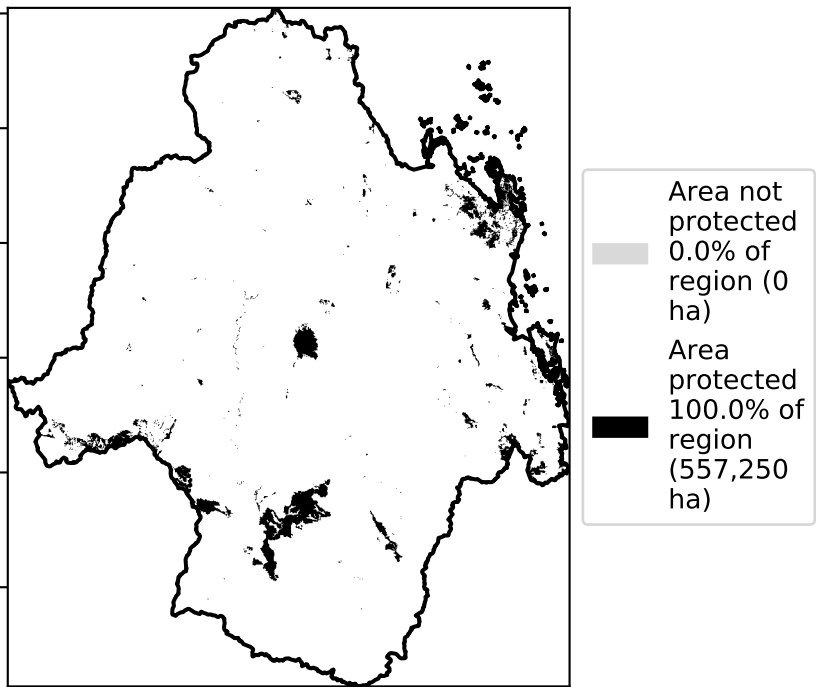 Area not
protected
0.0% of
region (0
ha)
Area
protected
100.0% of
region
(557,250
ha)